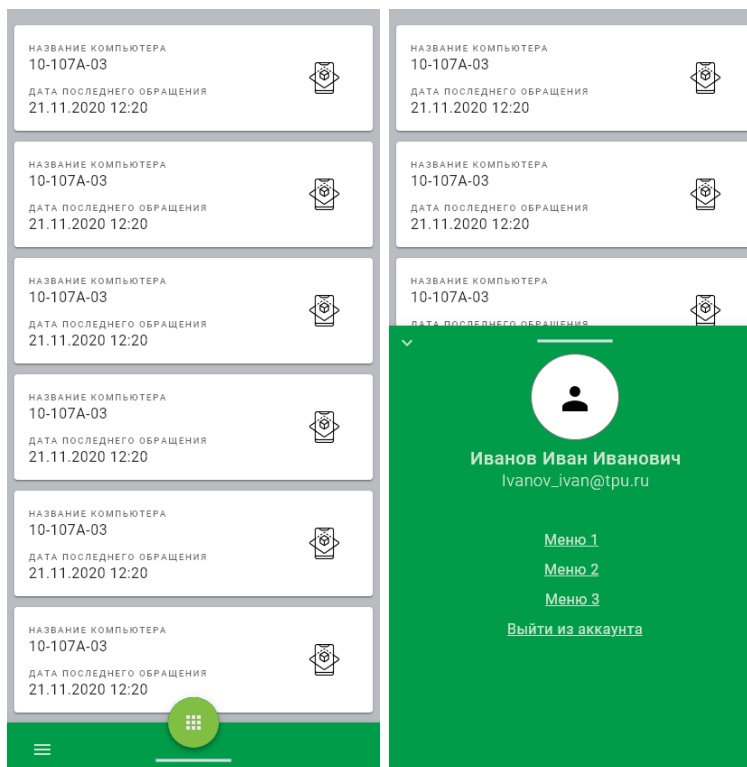 НАЗВАНИЕ КОМПЬЮТЕРА
10-107А-03
ДАТА ПОСЛЕДНЕГО ОБРАЩЕНИЯ
21.11.2020 12:20
НАЗВАНИЕ КОМПЬЮТЕРА
10-107А-03
ДАТА ПОСЛЕДНЕГО ОБРАЩЕНИЯ
21.11.2020 12:20
НАЗВАНИЕ КОМПЬЮТЕРА
10-107А-03
ДАТА ПОСЛЕДНЕГО ОБРАЩЕНИЯ
21.11.2020 12:20
НАЗВАНИЕ КОМПЬЮТЕРА
10-107А-03
ДАТА ПОСЛЕДНЕГО ОБРАЩЕНИЯ
21.11.2020 12:20
НАЗВАНИЕ КОМПЬЮТЕРА
10-107А-03
ДАТА ПОСЛЕДНЕГО ОБРАЩЕНИЯ
21.11.2020 12:20
НАЗВАНИЕ КОМПЬЮТЕРА
10-107А-03
ДАТА ПОСЛЕДНЕГО ОБРАЩЕНИЯ
21.11.2020 12:20
НАЗВАНИЕ КОМПЬЮТЕРА
10-107А-03
ДАТА ПОСЛЕДНЕГО ОБРАЩЕНИЯ
21.11.2020 12:20
НАЗВАНИЕ КОМПЬЮТЕРА
10-107А-03
ДАТА ПОСЛЕДНЕГО ОБРАЩЕНИЯ
21.11.2020 12:20
НАЗВАНИЕ КОМПЬЮТЕРА
10-107А-03
ДАТА ПОСЛЕДНЕГО ОБРАЩЕНИЯ
Иванов Иван Иванович
Ivanov_ivan@tpu.ru
Меню 1
Меню 2
Меню 3
Выйти из аккаунта